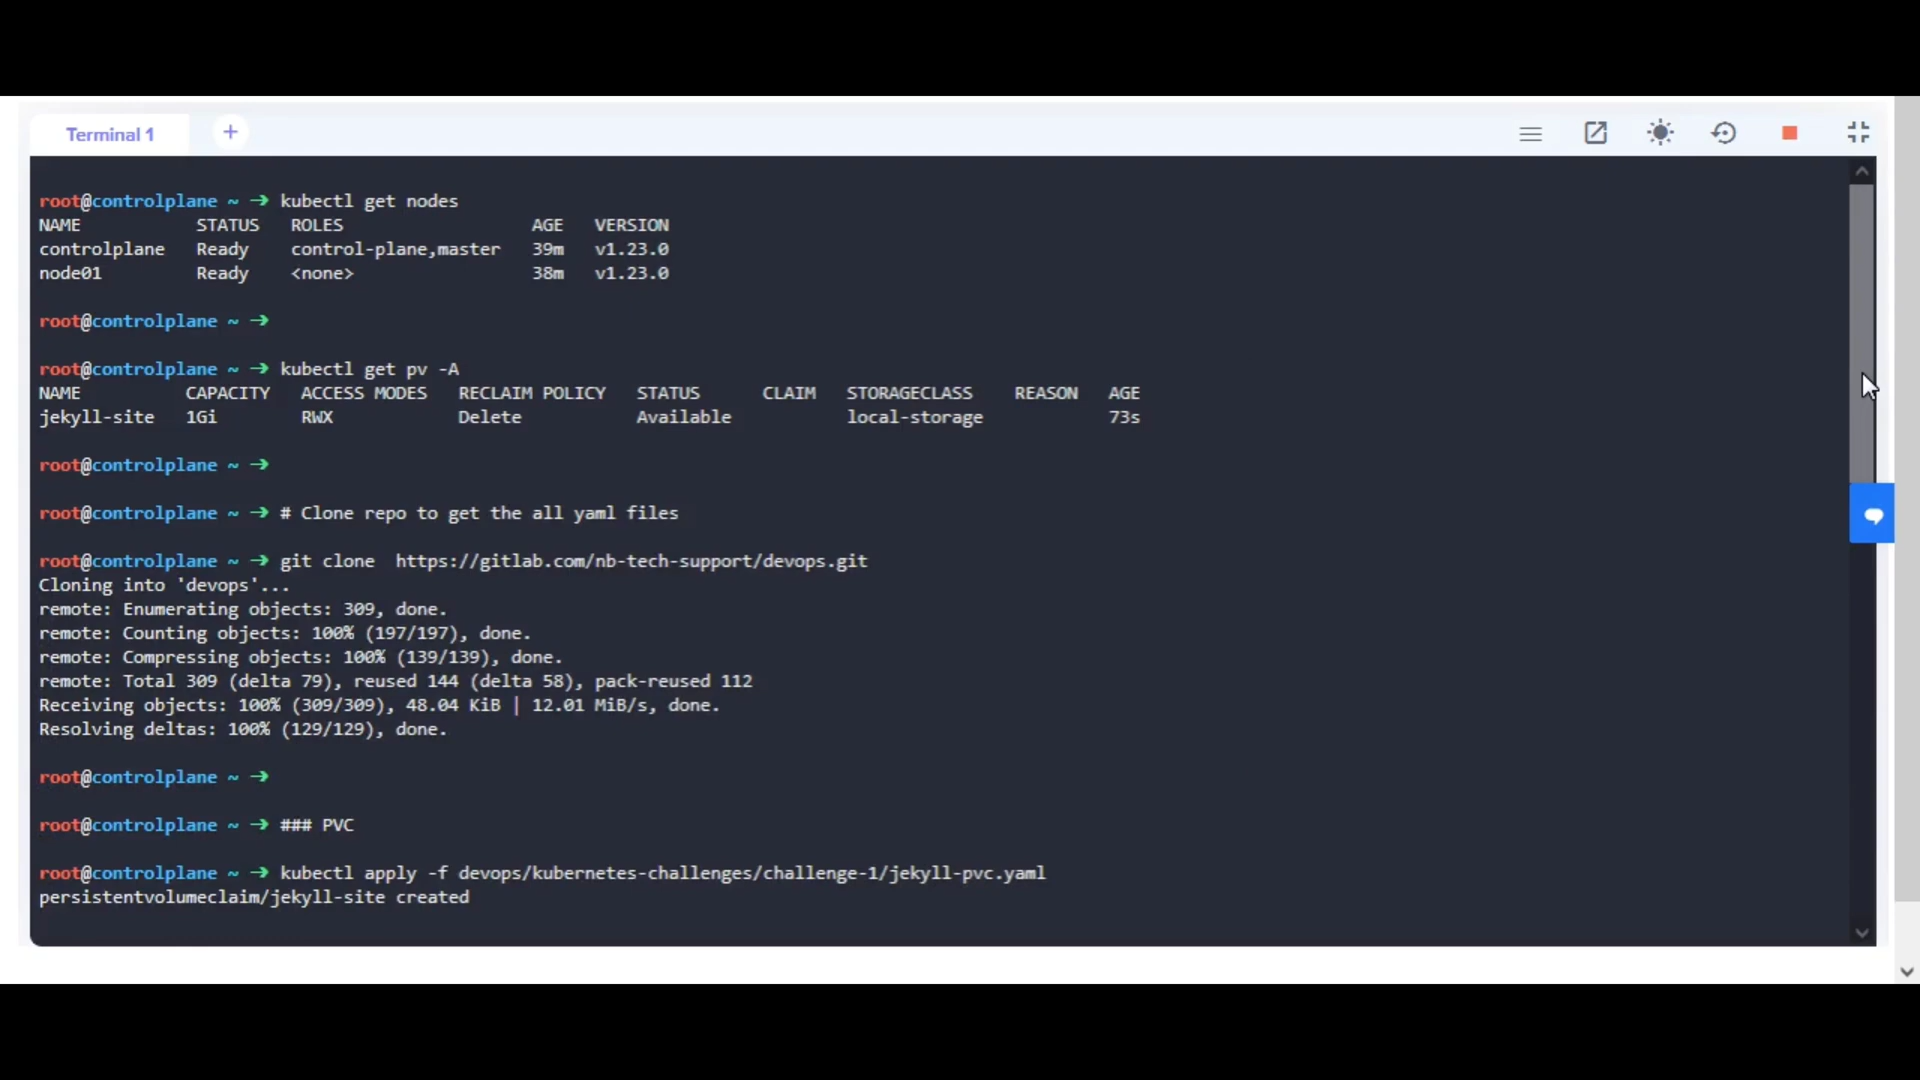 Terminal 1 +
root@controlplane ~ ➜ kubectl get nodes
NAME STATUS ROLES AGE VERSION
controlplane Ready control-plane,master 39m v1.23.0
node01 Ready <none> 38m v1.23.0
root@controlplane ~ ➜
root@controlplane ~ ➜ kubectl get pv -A
NAME CAPACITY ACCESS MODES RECLAIM POLICY STATUS CLAIM STORAGECLASS REASON AGE
jekyll-site 1Gi RWX Delete Available local-storage 73s
root@controlplane ~ ➜
root@controlplane ~ ➜ # Clone repo to get the all yaml files
root@controlplane ~ ➜ git clone  https://gitlab.com/nb-tech-support/devops.git
Cloning into 'devops'...
remote: Enumerating objects: 309, done.
remote: Counting objects: 100% (197/197), done.
remote: Compressing objects: 100% (139/139), done.
remote: Total 309 (delta 79), reused 144 (delta 58), pack-reused 112
Receiving objects: 100% (309/309), 48.04 KiB | 12.01 MiB/s, done.
Resolving deltas: 100% (129/129), done.
root@controlplane ~ ➜
root@controlplane ~ ➜ ### PVC
root@controlplane ~ ➜ kubectl apply -f devops/kubernetes-challenges/challenge-1/jekyll-pvc.yaml
persistentvolumeclaim/jekyll-site created